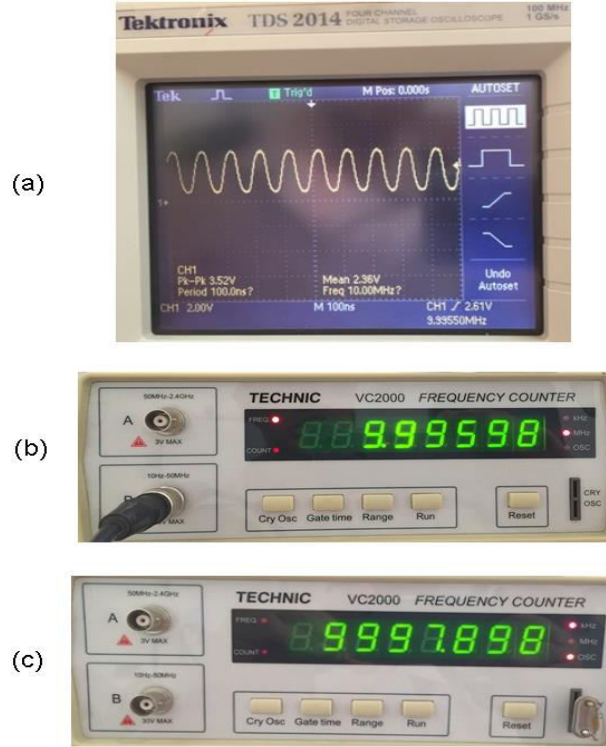 Tektronix TDS 2014 FOUR CHANNEL DIGITAL STORAGE OSCILLOSCOPE 100 MHz 1 GS/s
Tek T Trig'd M Pos: 0.000s AUTOSET
(a)
1
CH1
Pk-Pk 3.52V Mean 2.36V
Period 100.0ns? Freq 10.00MHz?
Undo
Autoset
CH1 2.00V M 100ns CH1 2.61V
9.99550MHz
(b)
50MHz-2.4GHz
A
3V MAX
10Hz-50MHz
MAX
TECHNIC VC2000 FREQUENCY COUNTER
FREQ
COUNT
9.99598
kHz
MHz
OSC
Cry Osc Gate time Range Run Reset
CRY
OSC
(c)
50MHz-2.4GHz
A
3V MAX
10Hz-50MHz
B
30V MAX
TECHNIC VC2000 FREQUENCY COUNTER
FREQ
COUNT
9997.898
kHz
MHz
OSC
Cry Osc Gate time Range Run Reset